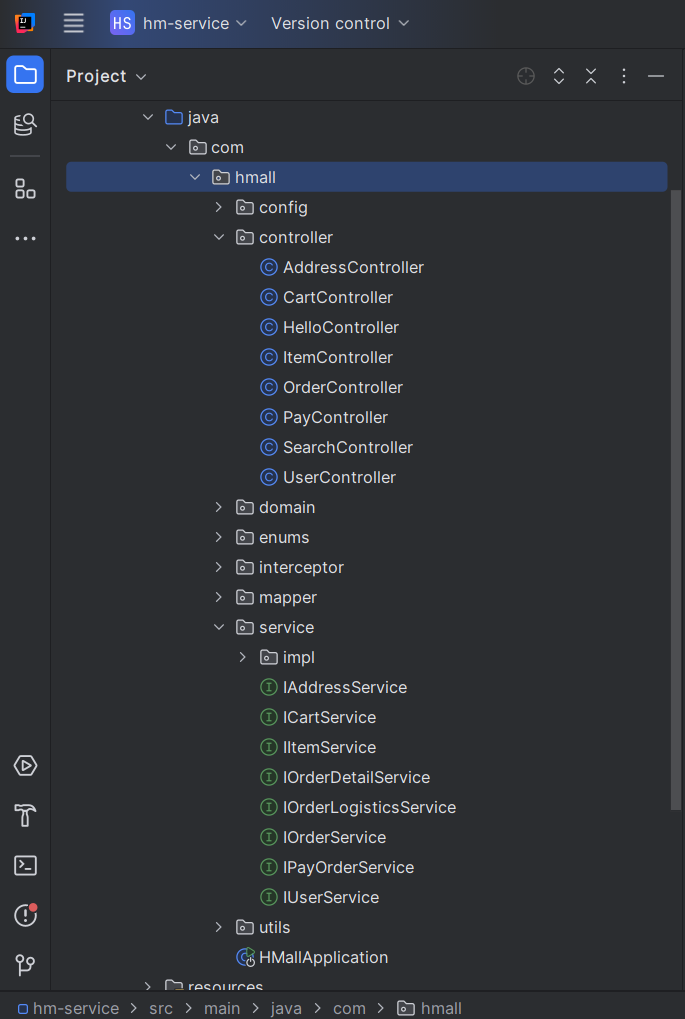 HS hm-service Version control
Project
java
com
hmall
config
controller
AddressController
CartController
HelloController
ItemController
OrderController
PayController
SearchController
UserController
domain
enums
interceptor
mapper
service
impl
IAddressService
ICartService
IItemService
IOrderDetailService
IOrderLogisticsService
IOrderService
IPayOrderService
IUserService
utils
HMallApplication
resources
hm-service > src > main > java > com > hmall